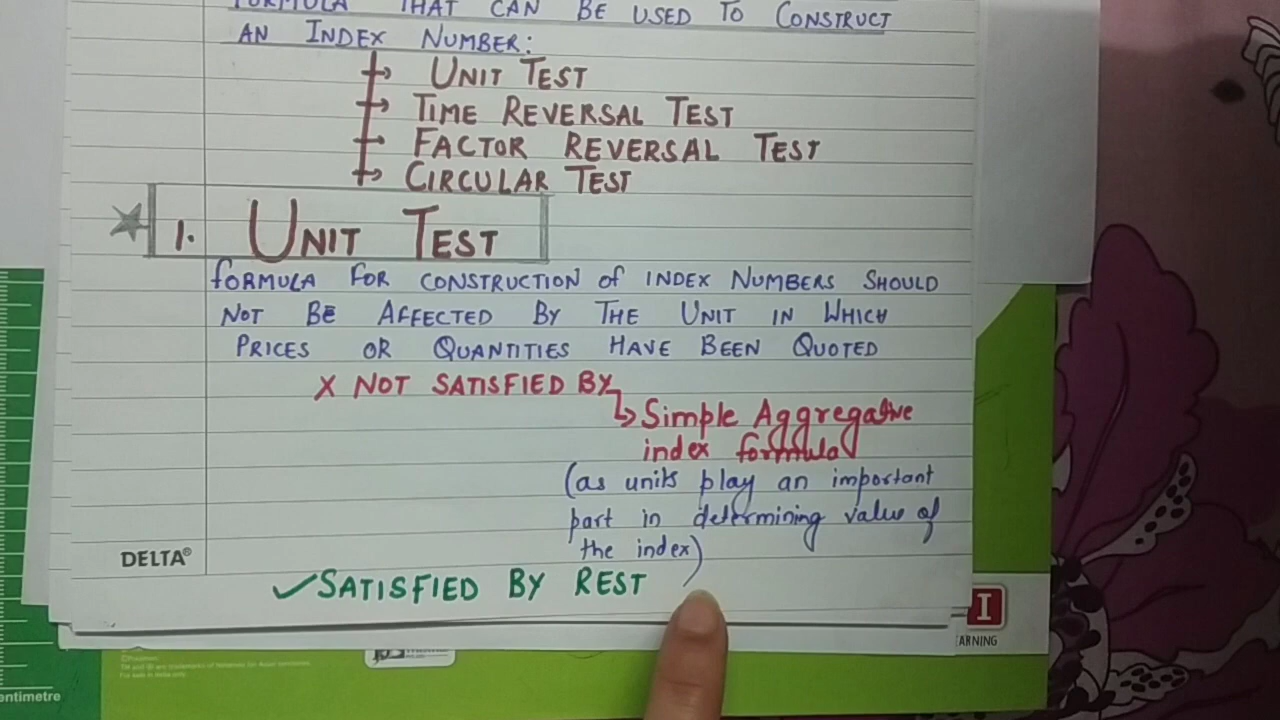 FORMULA THAT CAN BE USED TO CONSTRUCT
AN INDEX NUMBER:
→ UNIT TEST
→ TIME REVERSAL TEST
→ FACTOR REVERSAL TEST
→ CIRCULAR TEST
1. UNIT TEST
FORMULA FOR CONSTRUCTION of INDEX NUMBERS SHOULD
NOT BE AFFECTED BY THE UNIT IN WHICH
PRICES OR QUANTITIES HAVE BEEN QUOTED
X NOT SATISFIED BY
↳ Simple Aggregative
index formula
(as units play an important
part in determining value of
the index)
DELTA®
✓ SATISFIED BY REST
I
EARNING
entimetre